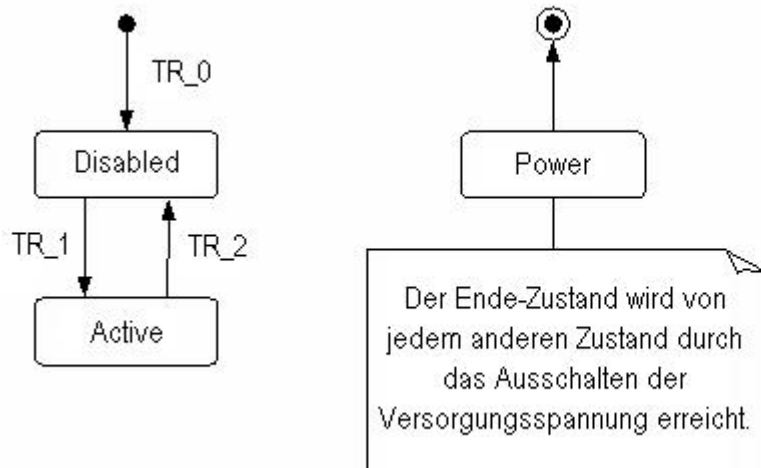 TR_0
Disabled
TR_1
TR_2
Active
Power
Der Ende-Zustand wird von
jedem anderen Zustand durch
das Ausschalten der
Versorgungsspannung erreicht.